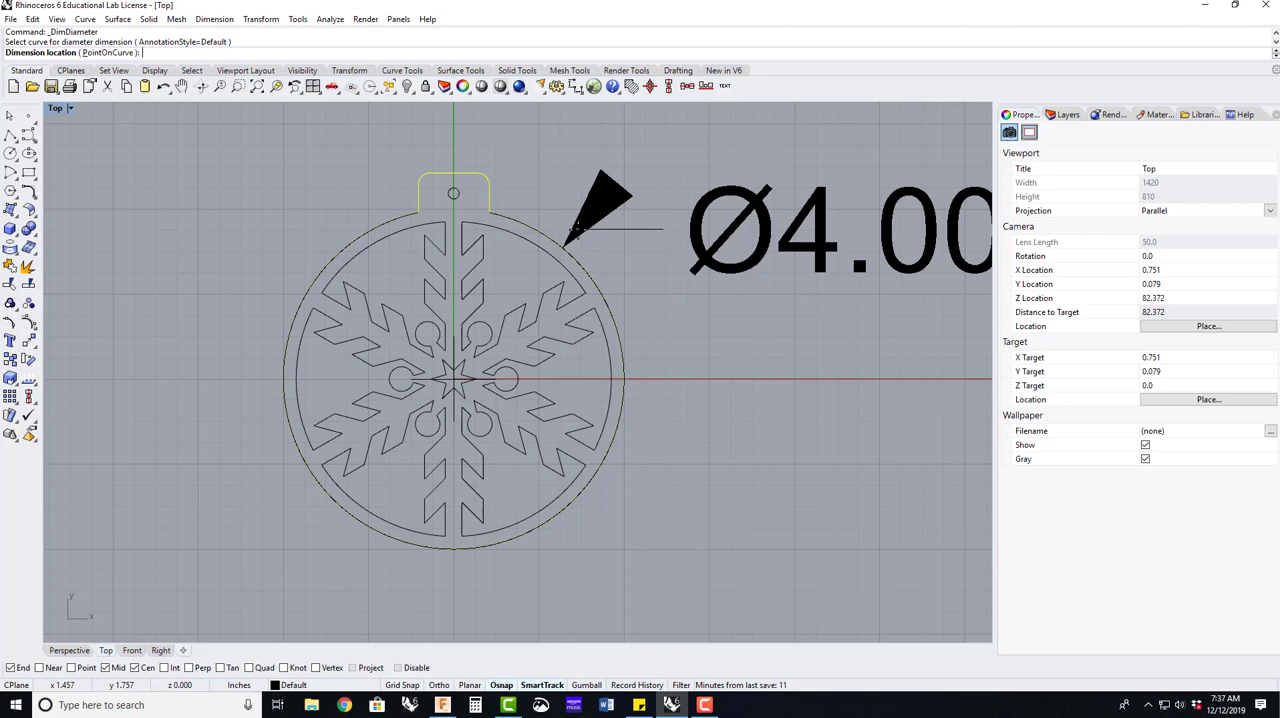 Rhinoceros 6 Educational Lab License - [Top]
File Edit View Curve Surface Solid Mesh Dimension Transform Tools Analyze Render Panels Help
Command: _DimDiameter
Select curve for diameter dimension ( AnnotationStyle=Default )
Dimension location ( PointOnCurve ):
Standard CPlanes Set View Display Select Viewport Layout Visibility Transform Curve Tools Surface Tools Solid Tools Mesh Tools Render Tools Drafting New in V6
TEXT
Top
Prope... Layers Rend... Mater... Librari... Help
Viewport
Title Top
Width 1420
Height 810
Projection Parallel
Camera
Lens Length 50.0
Rotation 0.0
X Location 0.751
Y Location 0.079
Z Location 82.372
Distance to Target 82.372
Location Place...
Target
X Target 0.751
Y Target 0.079
Z Target 0.0
Location Place...
Wallpaper
Filename (none) ...
Show
Gray
Ø4.00
y
x
Perspective Top Front Right
End Near Point Mid Cen Int Perp Tan Quad Knot Vertex Project Disable
CPlane x 1.457 y 1.757 z 0.000 Inches Default Grid Snap Ortho Planar Osnap SmartTrack Gumball Record History Filter Minutes from last save: 11
Type here to search
7:37 AM
12/12/2019